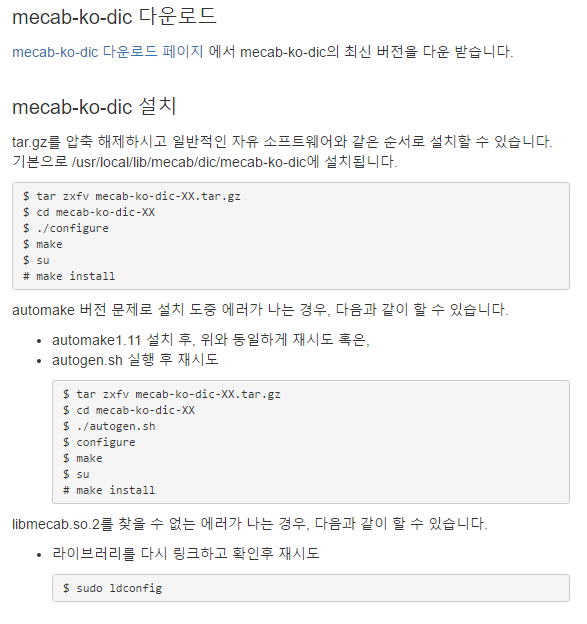 mecab-ko-dic 다운로드
mecab-ko-dic 다운로드 페이지 에서 mecab-ko-dic의 최신 버전을 다운 받습니다.
mecab-ko-dic 설치
tar.gz를 압축 해제하시고 일반적인 자유 소프트웨어와 같은 순서로 설치할 수 있습니다.
기본으로 /usr/local/lib/mecab/dic/mecab-ko-dic에 설치됩니다.
$ tar zxfv mecab-ko-dic-XX.tar.gz
$ cd mecab-ko-dic-XX
$ ./configure
$ make
$ su
# make install
automake 버전 문제로 설치 도중 에러가 나는 경우, 다음과 같이 할 수 있습니다.
• automake1.11 설치 후, 위와 동일하게 재시도 혹은,
• autogen.sh 실행 후 재시도
$ tar zxfv mecab-ko-dic-XX.tar.gz
$ cd mecab-ko-dic-XX
$ ./autogen.sh
$ configure
$ make
$ su
# make install
libmecab.so.2를 찾을 수 없는 에러가 나는 경우, 다음과 같이 할 수 있습니다.
• 라이브러리를 다시 링크하고 확인후 재시도
$ sudo ldconfig